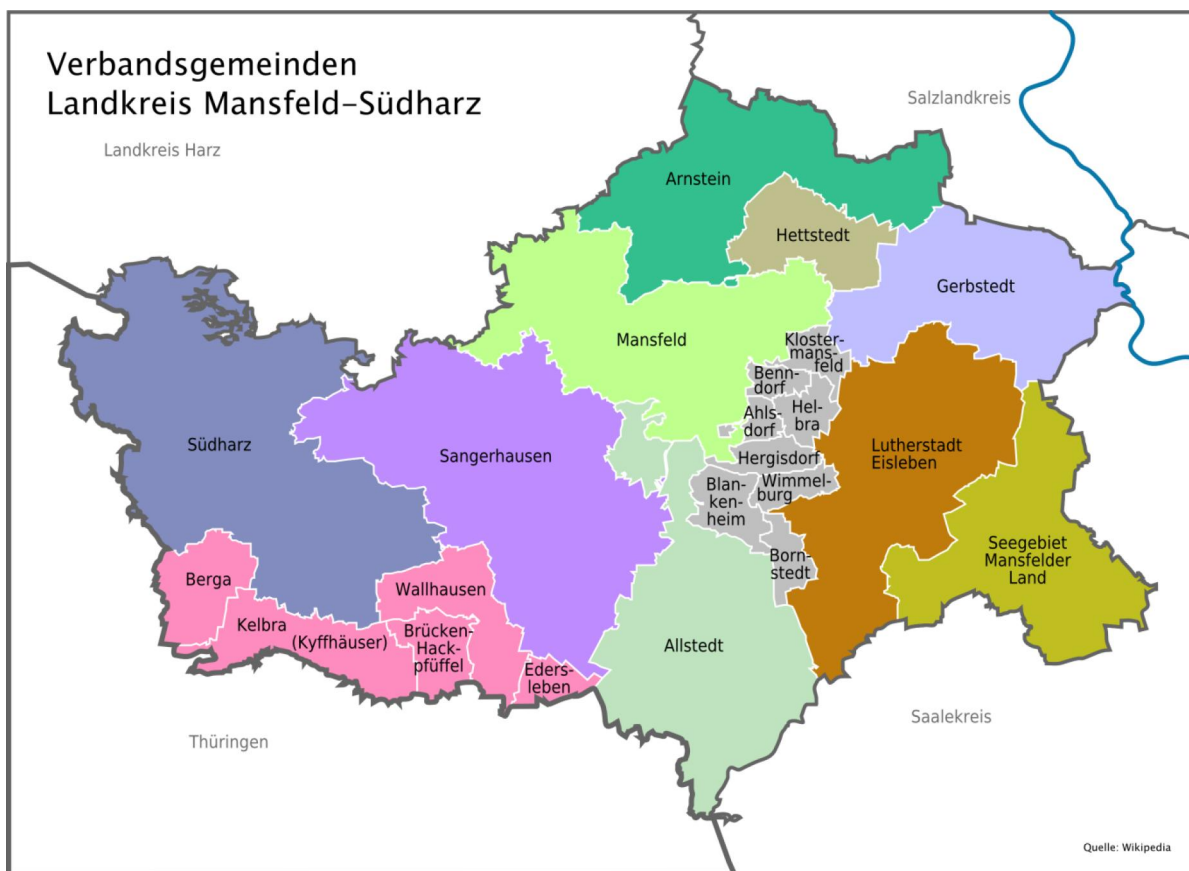 Verbandsgemeinden
Landkreis Mansfeld-Südharz
Salzlandkreis
Landkreis Harz
Arnstein
Hettstedt
Gerbstedt
Mansfeld
Kloster-
mans-
feld
Benn-
dorf
Ahls-
dorf
Hel-
bra
Südharz
Sangerhausen
Lutherstadt
Eisleben
Hergisdorf
Wimmel-
burg
Blan-
ken-
heim
Born-
stedt
Seegebiet
Mansfelder
Land
Berga
Wallhausen
Kelbra
(Kyffhäuser)
Brücken-
Hack-
pfüffel
Allstedt
Eders-
leben
Saalekreis
Thüringen
Quelle: Wikipedia